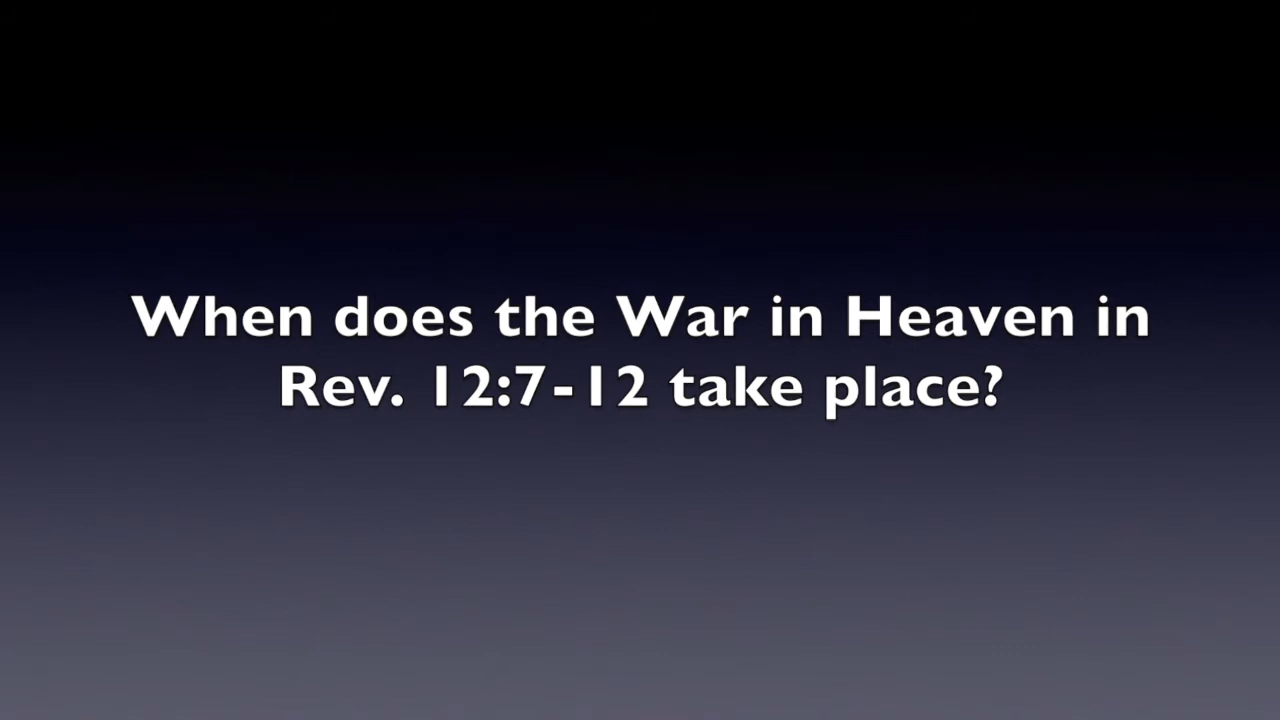 When does the War in Heaven in
Rev. 12:7-12 take place?